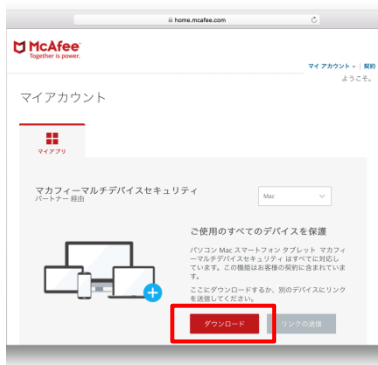 home.mcafee.com
McAfee
Together is power.
マイ アカウント 契約
ようこそ。
マイアカウント
マイアプリ
マカフィーマルチデバイスセキュリティ
パートナー 経由
Mac
ご使用のすべてのデバイスを保護
パソコン Mac スマートフォン タブレット マカフィ
ーマルチデバイスセキュリティ はすべてに対応し
ています。この機能はお客様の契約に含まれていま
す。
ここにダウンロードするか、別のデバイスにリンク
を送信してください。
ダウンロード
リンクの送信